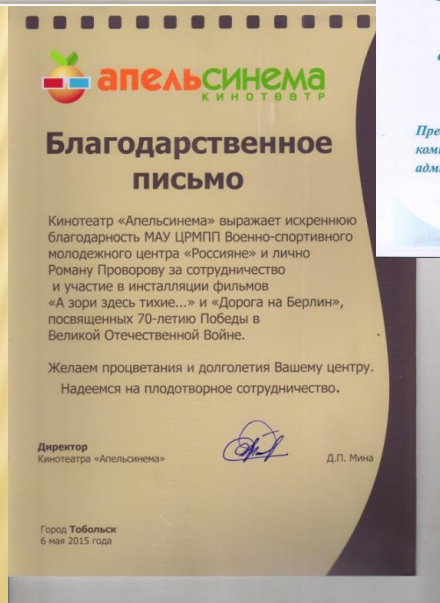 апельсинема
КИНОТЕАТР
Благодарственное
письмо
Кинотеатр «Апельсинема» выражает искреннюю
благодарность МАУ ЦРМПП Военно-спортивного
молодежного центра «Россияне» и лично
Роману Проворову за сотрудничество
и участие в инсталляции фильмов
«А зори здесь тихие...» и «Дорога на Берлин»,
посвященных 70-летию Победы в
Великой Отечественной Войне.
Желаем процветания и долголетия Вашему центру.
Надеемся на плодотворное сотрудничество.
Директор
Кинотеатра «Апельсинема» Д.П. Мина
Город Тобольск
6 мая 2015 года